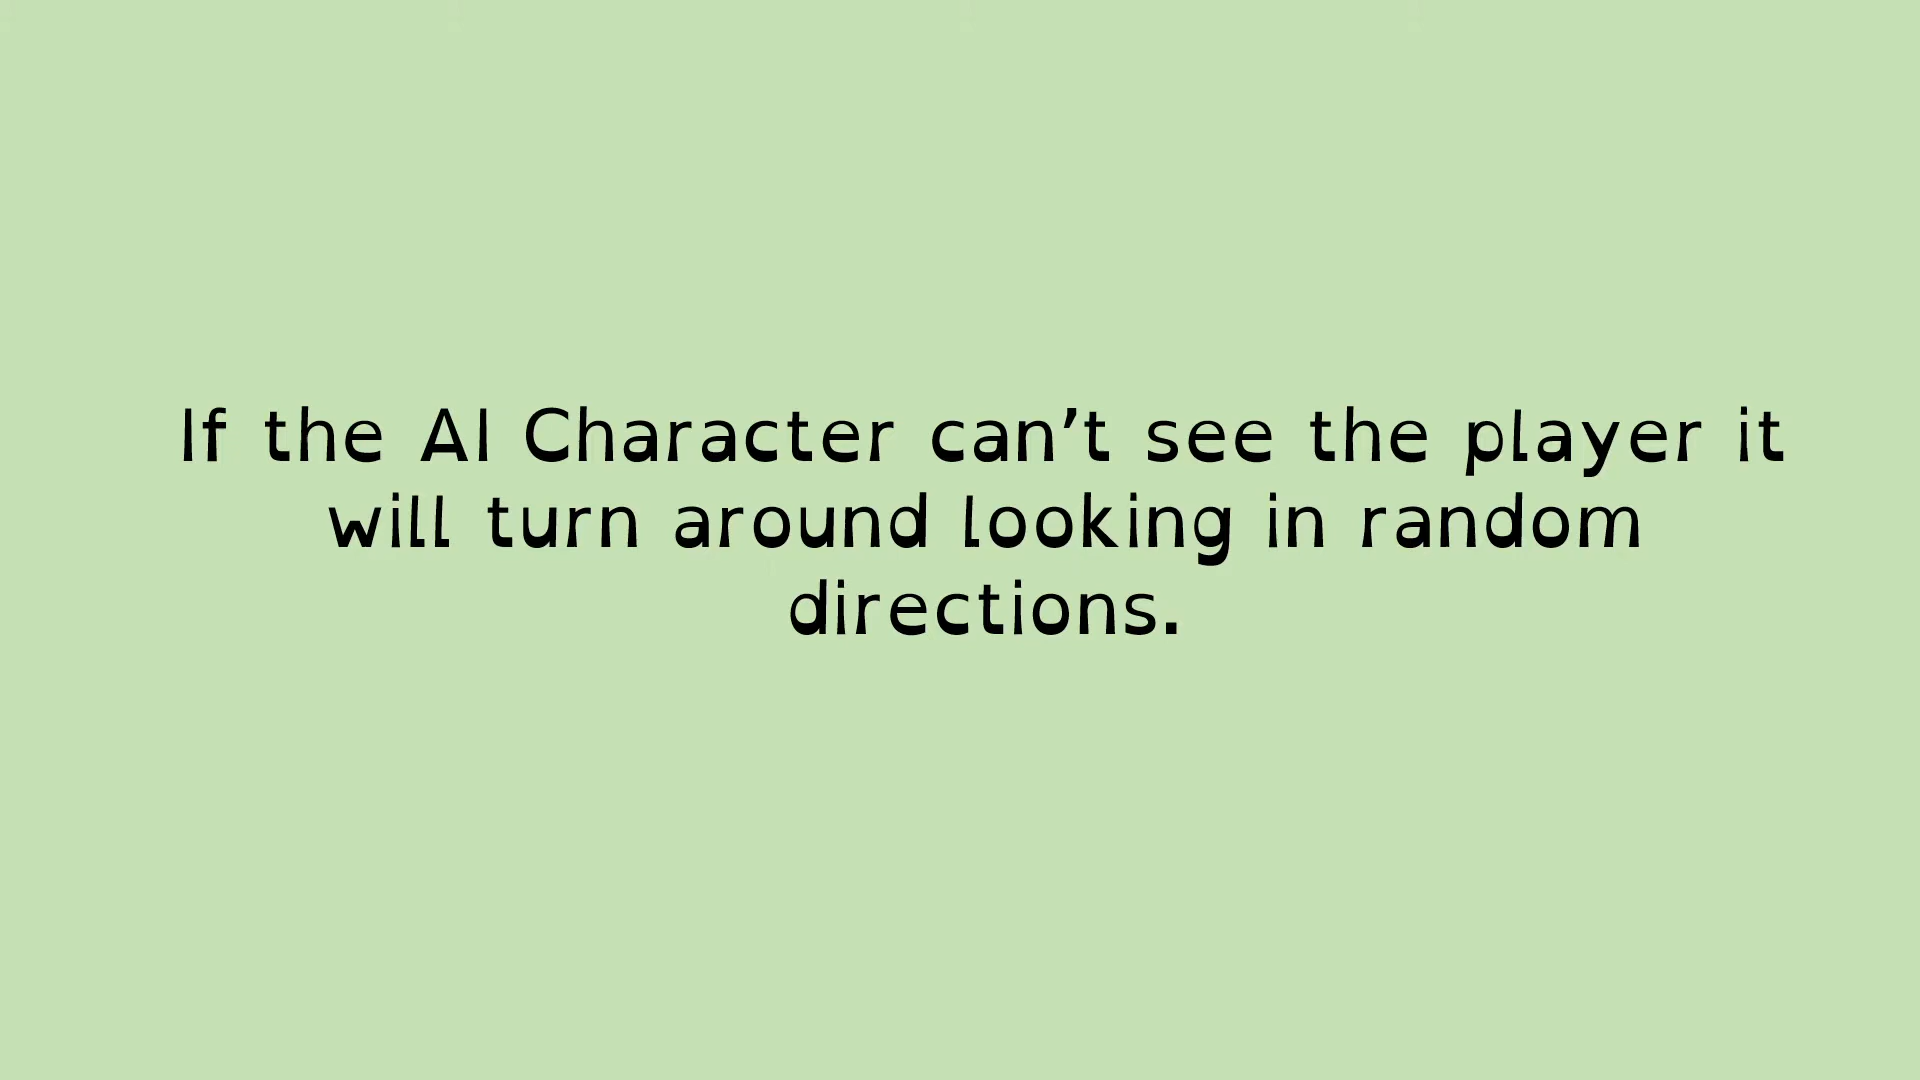 If the AI Character can’t see the player it
will turn around looking in random
directions.